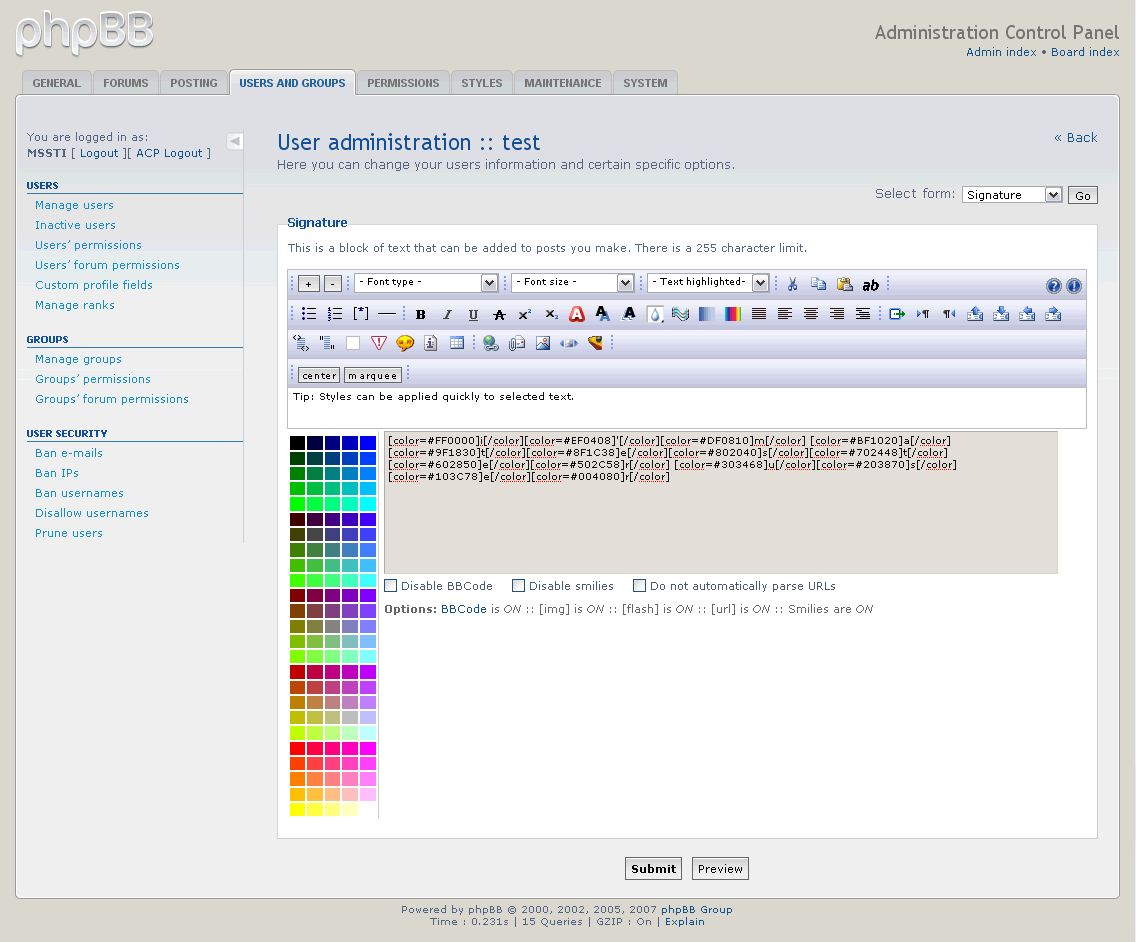 phpBB
Administration Control Panel
Admin index • Board index
GENERAL FORUMS POSTING USERS AND GROUPS PERMISSIONS STYLES MAINTENANCE SYSTEM
You are logged in as:
MSSTI [ Logout ][ ACP Logout ]
USERS
Manage users
Inactive users
Users’ permissions
Users’ forum permissions
Custom profile fields
Manage ranks
GROUPS
Manage groups
Groups’ permissions
Groups’ forum permissions
USER SECURITY
Ban e-mails
Ban IPs
Ban usernames
Disallow usernames
Prune users
User administration :: test
« Back
Here you can change your users information and certain specific options.
Select form: Signature Go
Signature
This is a block of text that can be added to posts you make. There is a 255 character limit.
+ - - Font type - - Font size - - Text highlighted- ab ? !
[*] B I U A x² X₂ A A A
center marquee
Tip: Styles can be applied quickly to selected text.
[color=#FF0000]i[/color][color=#EF0408]'[/color][color=#DF0810]m[/color] [color=#BF1020]a[/color]
[color=#9F1830]t[/color][color=#8F1C38]e[/color][color=#802040]s[/color][color=#702448]t[/color]
[color=#602850]e[/color][color=#502C58]r[/color] [color=#303468]u[/color][color=#203870]s[/color]
[color=#103C78]e[/color][color=#004080]r[/color]
Disable BBCode Disable smilies Do not automatically parse URLs
Options: BBCode is ON :: [img] is ON :: [flash] is ON :: [url] is ON :: Smilies are ON
Submit Preview
Powered by phpBB © 2000, 2002, 2005, 2007 phpBB Group
Time : 0.231s | 15 Queries | GZIP : On | Explain